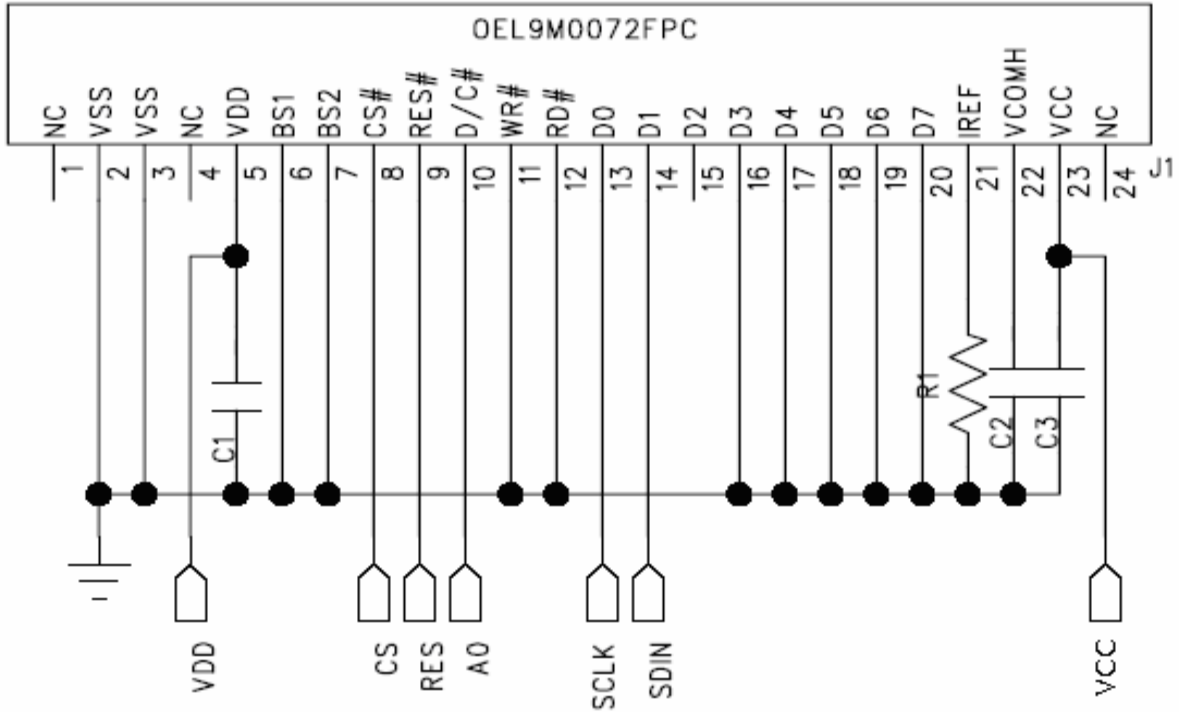 OEL9M0072FPC
NC
VSS
VSS
NC
VDD
BS1
BS2
CS#
RES#
D/C#
WR#
RD#
D0
D1
D2
D3
D4
D5
D6
D7
IREF
VCOMH
VCC
NC
1
2
3
4
5
6
7
8
9
10
11
12
13
14
15
16
17
18
19
20
21
22
23
24
J1
C1
R1
C2
C3
VDD
CS
RES
A0
SCLK
SDIN
VCC